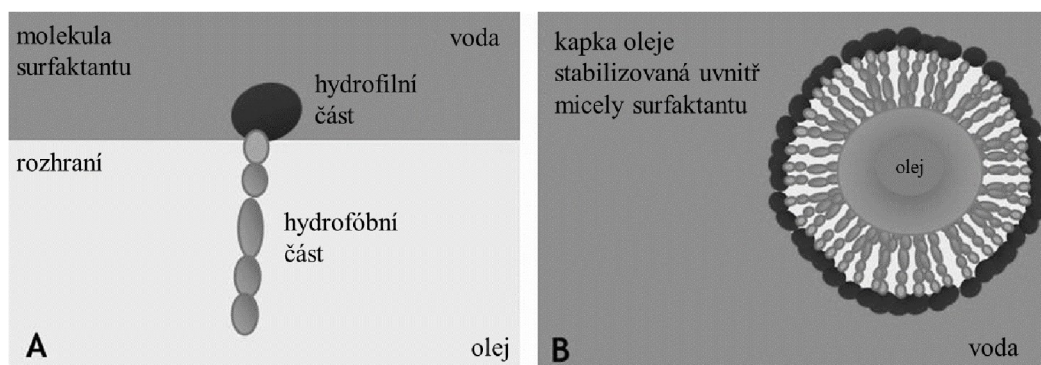 molekula
surfaktantu
voda
hydrofilní
část
rozhraní
hydrofóbní
část
A
olej
kapka oleje
stabilizovaná uvnitř
micely surfaktantu
olej
B
voda